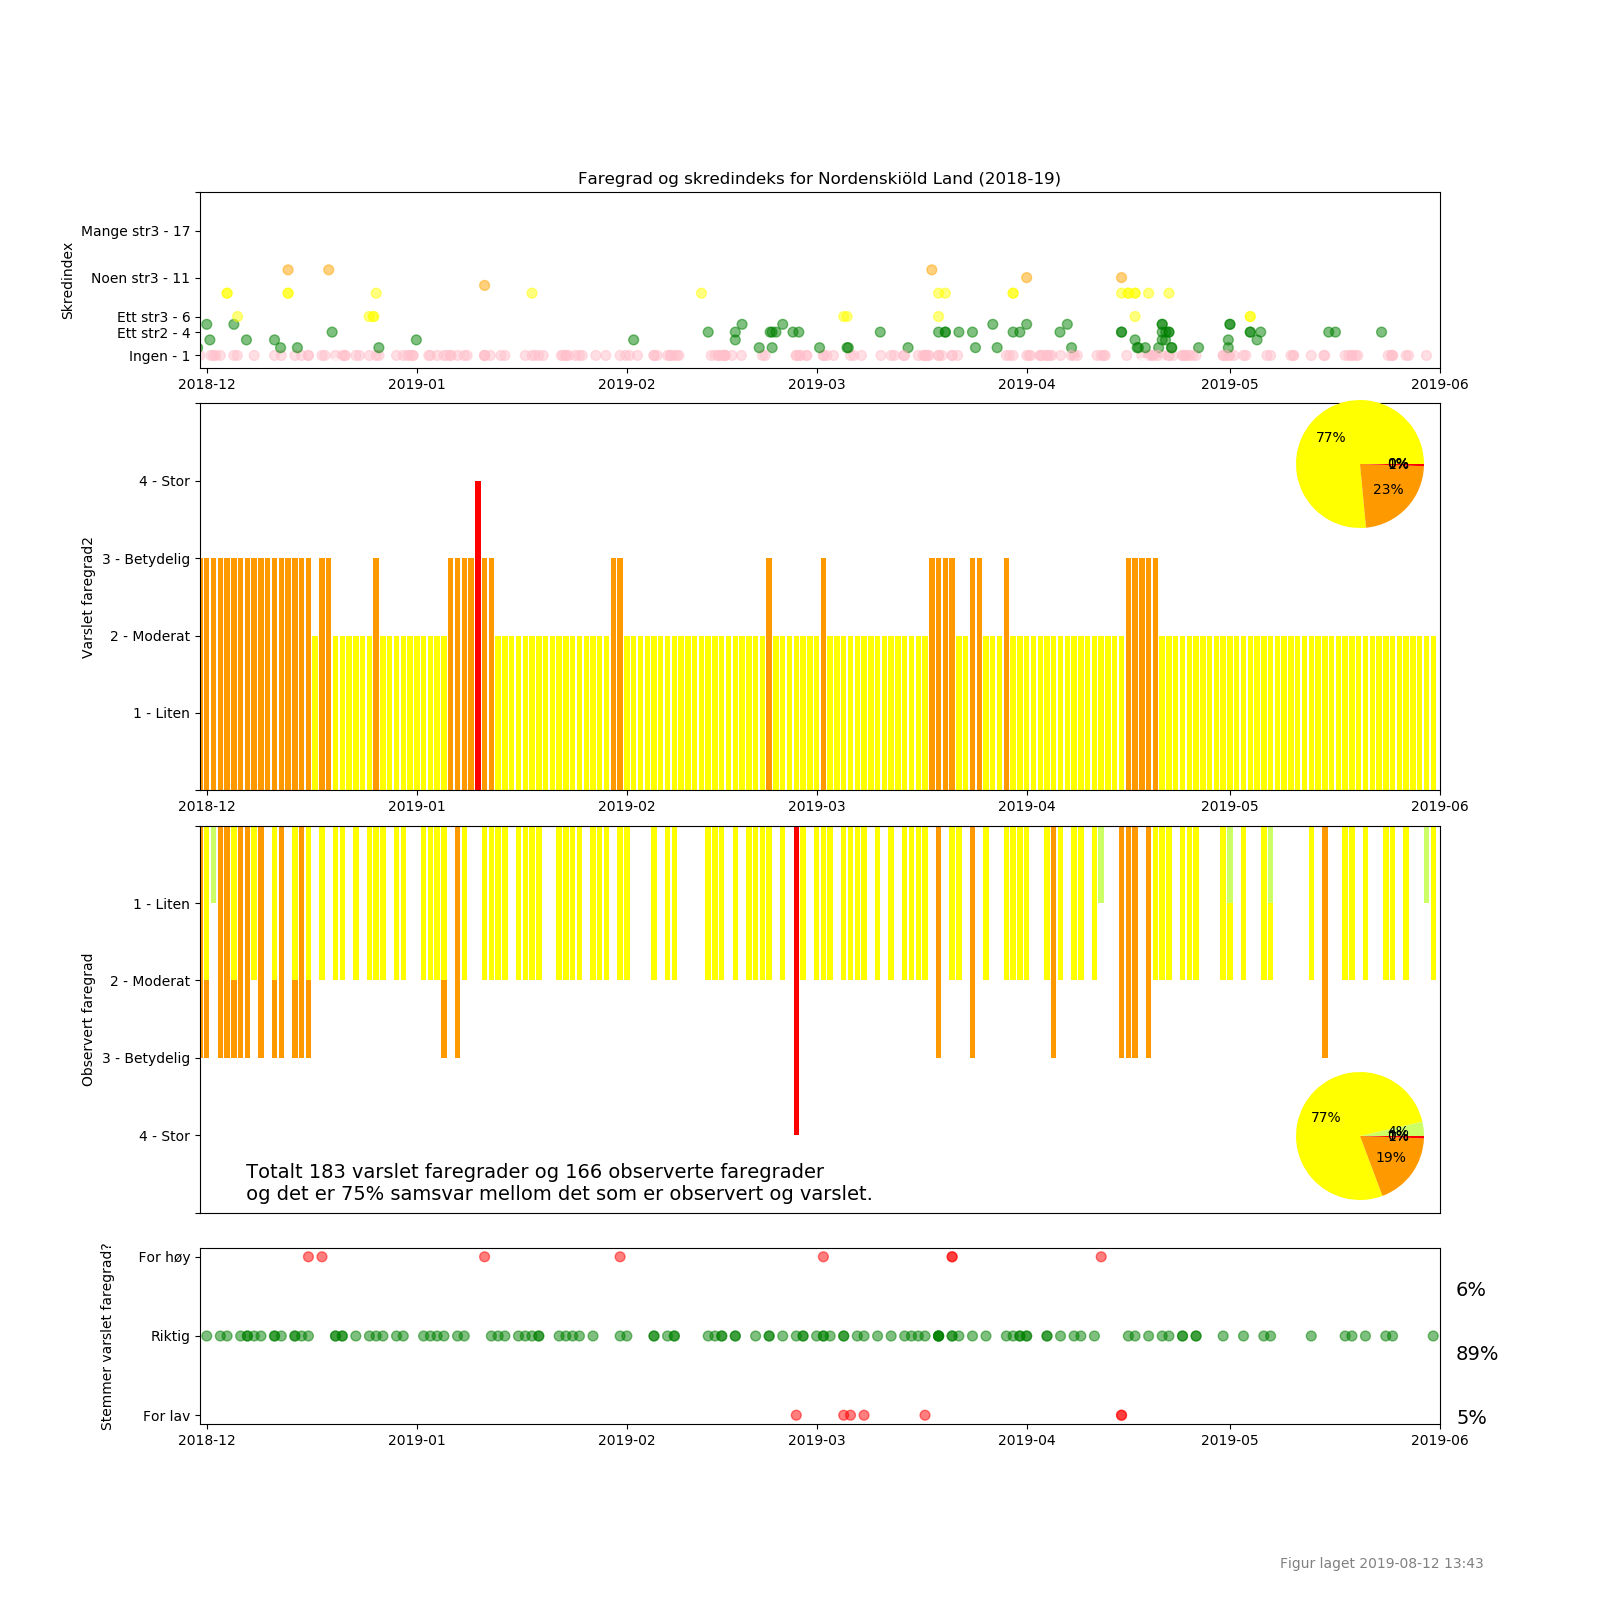 Faregrad og skredindeks for Nordenskiöld Land (2018-19)
Skredindex
Mange str3 - 17
Noen str3 - 11
Ett str3 - 6
Ett str2 - 4
Ingen - 1
2018-12 2019-01 2019-02 2019-03 2019-04 2019-05 2019-06
Varslet faregrad2
4 - Stor
3 - Betydelig
2 - Moderat
1 - Liten
77%
23%
2018-12 2019-01 2019-02 2019-03 2019-04 2019-05 2019-06
Observert faregrad
1 - Liten
2 - Moderat
3 - Betydelig
4 - Stor
77%
4%
19%
Totalt 183 varslet faregrader og 166 observerte faregrader
og det er 75% samsvar mellom det som er observert og varslet.
Stemmer varslet faregrad?
For høy
Riktig
For lav
6%
89%
5%
2018-12 2019-01 2019-02 2019-03 2019-04 2019-05 2019-06
Figur laget 2019-08-12 13:43